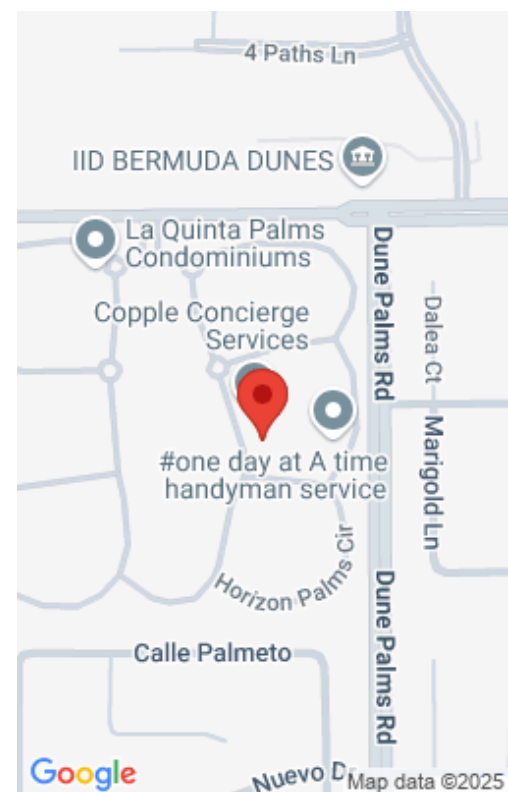 4 Paths Ln
IID BERMUDA DUNES
La Quinta Palms
Condominiums
Dune Palms Rd
Copple Concierge
Services
Dalea Ct
Marigold Ln
#one day at A time
handyman service
Horizon Palms Cir
Dune Palms Rd
Calle Palmeto
Nuevo Dr
Google
Map data ©2025